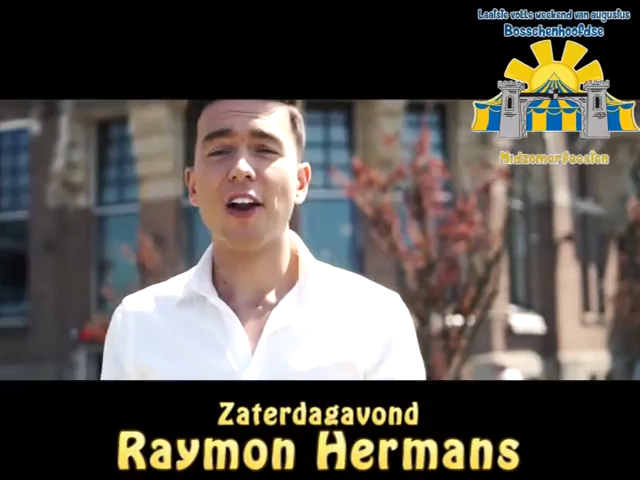 Laatste volle weekend van augustus
Bosschenhoofdse
Midzomerfeesten
Zaterdagavond
Raymon Hermans